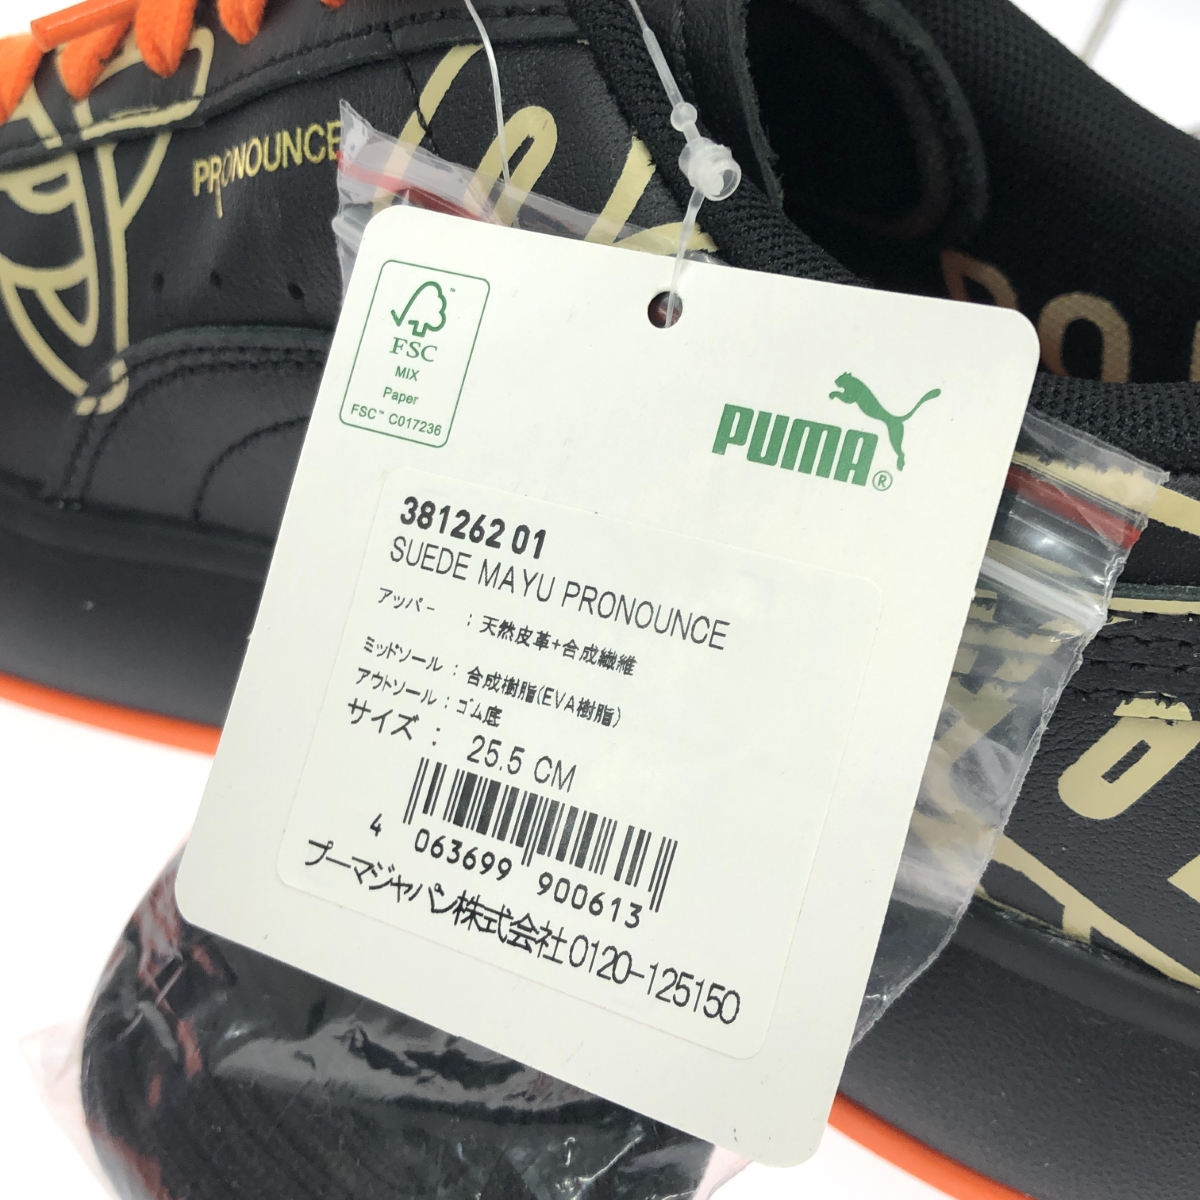 PRONOUNCE
FSC
MIX
Paper
FSC™ C017236
PUMA®
381262 01
SUEDE MAYU PRONOUNCE
アッパー : 天然皮革+合成繊維
ミッドソール : 合成樹脂(EVA樹脂)
アウトソール : ゴム底
サイズ : 25.5 CM
4 063699 900613
プーマジャパン株式会社0120-125150